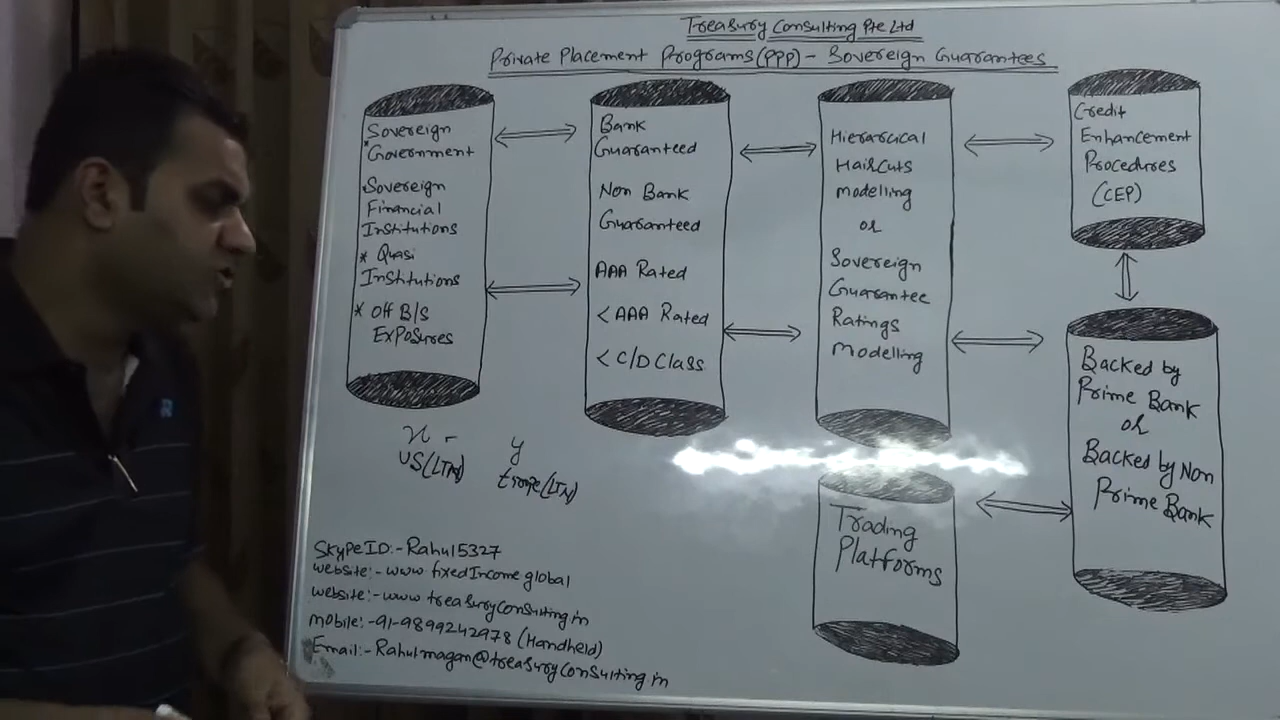 Treasury Consulting Pte Ltd
Private Placement Programs (PPP) - Sovereign Guarantees
Sovereign
* Government
* Sovereign
Financial
Institutions
* Quasi
Institutions
* Off B/S
Exposures
Bank
Guaranteed
Non Bank
Guaranteed
AAA Rated
< AAA Rated
< C/D Class
Hierarcical
HairCuts
modelling
or
Sovereign
Guarantee
Ratings
Modelling
Credit
Enhancement
Procedures
(CEP)
Backed by
Prime Bank
or
Backed by Non
Prime Bank
Trading
Platforms
x - y
US(LTN) Europe(LTN)
Skype ID:- Rahul5327
website:- www fixedIncome global
website:- www treasuryconsulting in
mobile:- 91-9899242978 (Handheld)
Email:- Rahulmagan@treasuryconsulting in
R